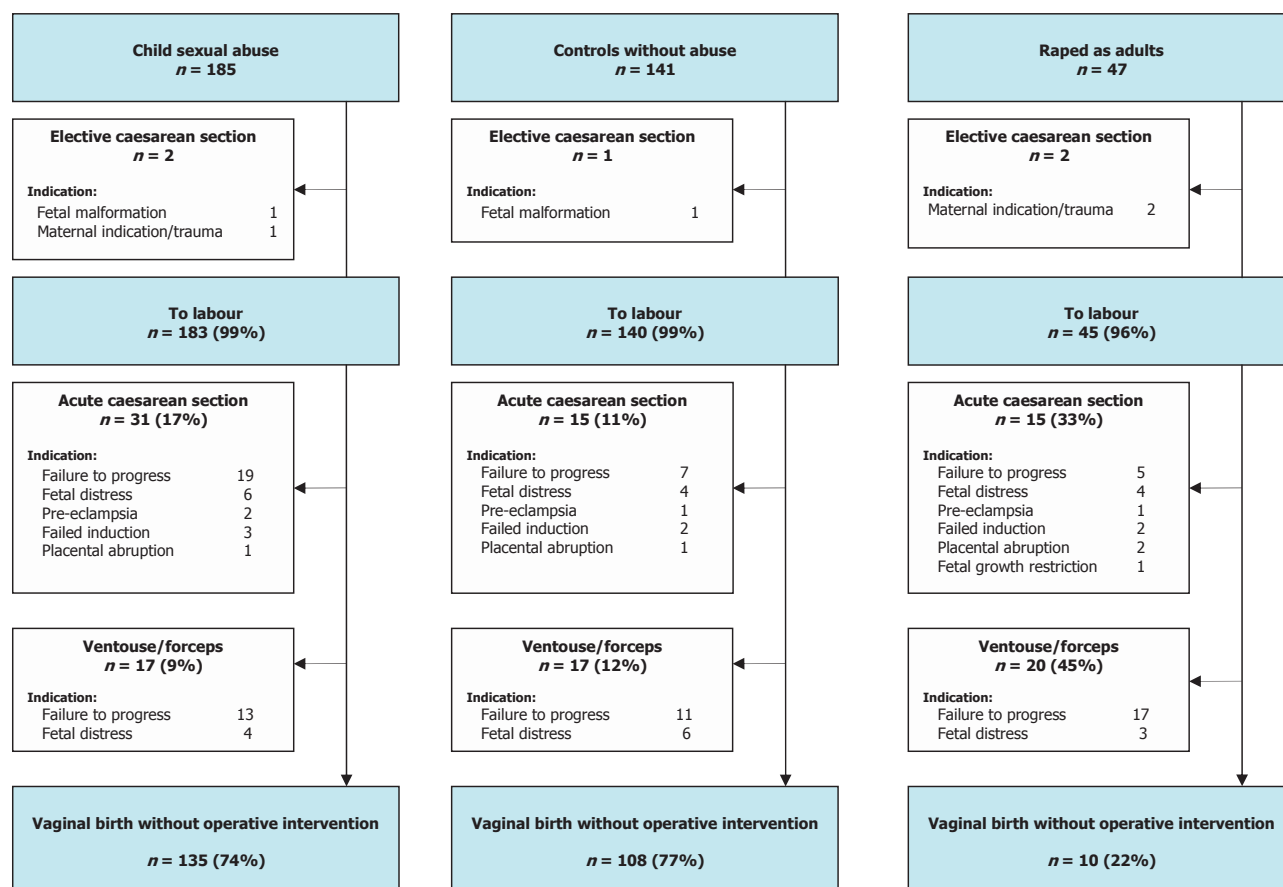 Child sexual abuse
n = 185
Elective caesarean section
n = 2
Indication:
Fetal malformation 1
Maternal indication/trauma 1
To labour
n = 183 (99%)
Acute caesarean section
n = 31 (17%)
Indication:
Failure to progress 19
Fetal distress 6
Pre-eclampsia 2
Failed induction 3
Placental abruption 1
Ventouse/forceps
n = 17 (9%)
Indication:
Failure to progress 13
Fetal distress 4
Vaginal birth without operative intervention
n = 135 (74%)
Controls without abuse
n = 141
Elective caesarean section
n = 1
Indication:
Fetal malformation 1
To labour
n = 140 (99%)
Acute caesarean section
n = 15 (11%)
Indication:
Failure to progress 7
Fetal distress 4
Pre-eclampsia 1
Failed induction 2
Placental abruption 1
Ventouse/forceps
n = 17 (12%)
Indication:
Failure to progress 11
Fetal distress 6
Vaginal birth without operative intervention
n = 108 (77%)
Raped as adults
n = 47
Elective caesarean section
n = 2
Indication:
Maternal indication/trauma 2
To labour
n = 45 (96%)
Acute caesarean section
n = 15 (33%)
Indication:
Failure to progress 5
Fetal distress 4
Pre-eclampsia 1
Failed induction 2
Placental abruption 2
Fetal growth restriction 1
Ventouse/forceps
n = 20 (45%)
Indication:
Failure to progress 17
Fetal distress 3
Vaginal birth without operative intervention
n = 10 (22%)